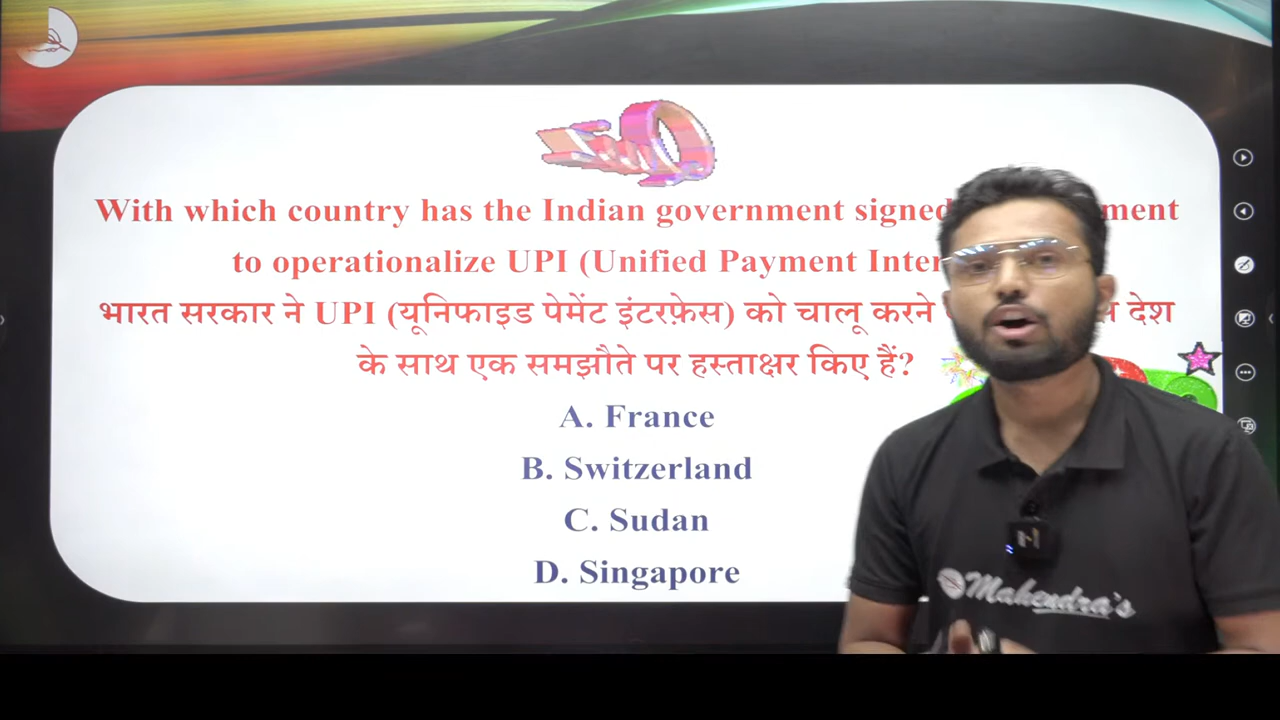 With which country has the Indian government signed
to operationalize UPI (Unified Payment
भारत सरकार ने UPI (यूनिफाइड पेमेंट इंटरफ़ेस) को चालू करने देश
के साथ एक समझौते पर हस्ताक्षर किए हैं?
A. France
B. Switzerland
C. Sudan
D. Singapore
Mahendra's